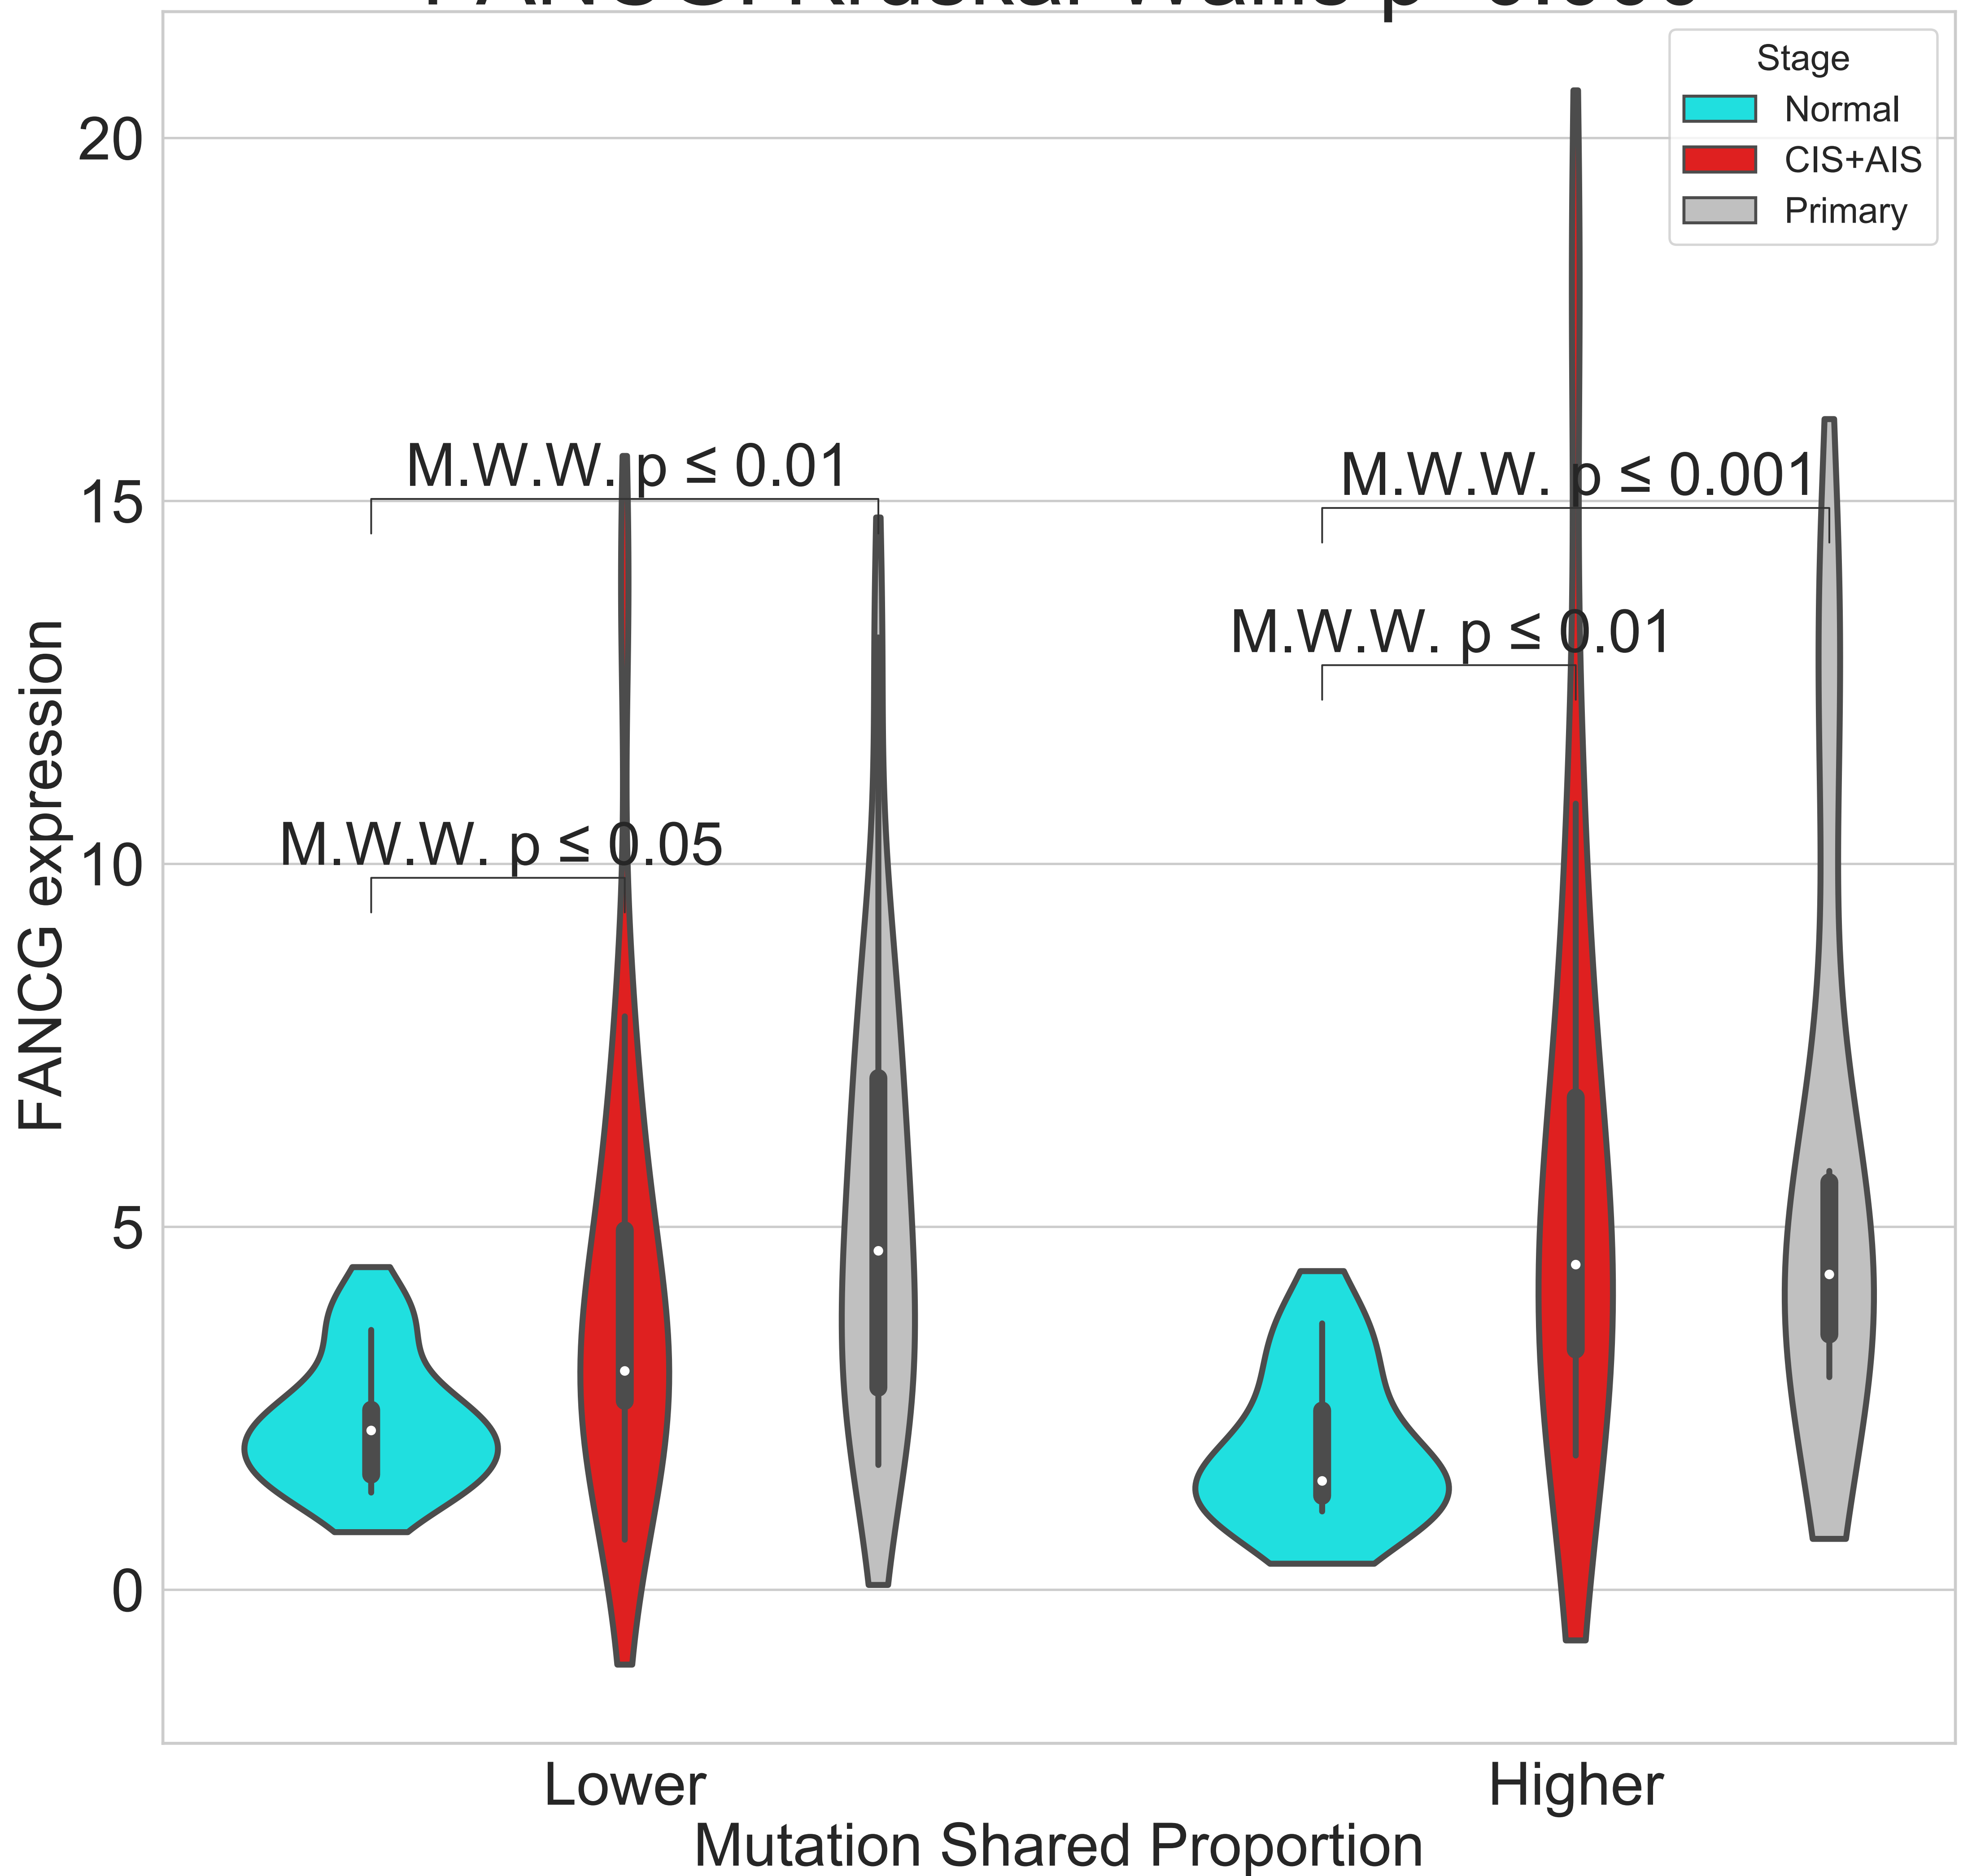 Stage
Normal
CIS+AIS
Primary
20
15
10
5
0
FANCG expression
M.W.W. p ≤ 0.01
M.W.W. p ≤ 0.001
M.W.W. p ≤ 0.01
M.W.W. p ≤ 0.05
Lower
Higher
Mutation Shared Proportion